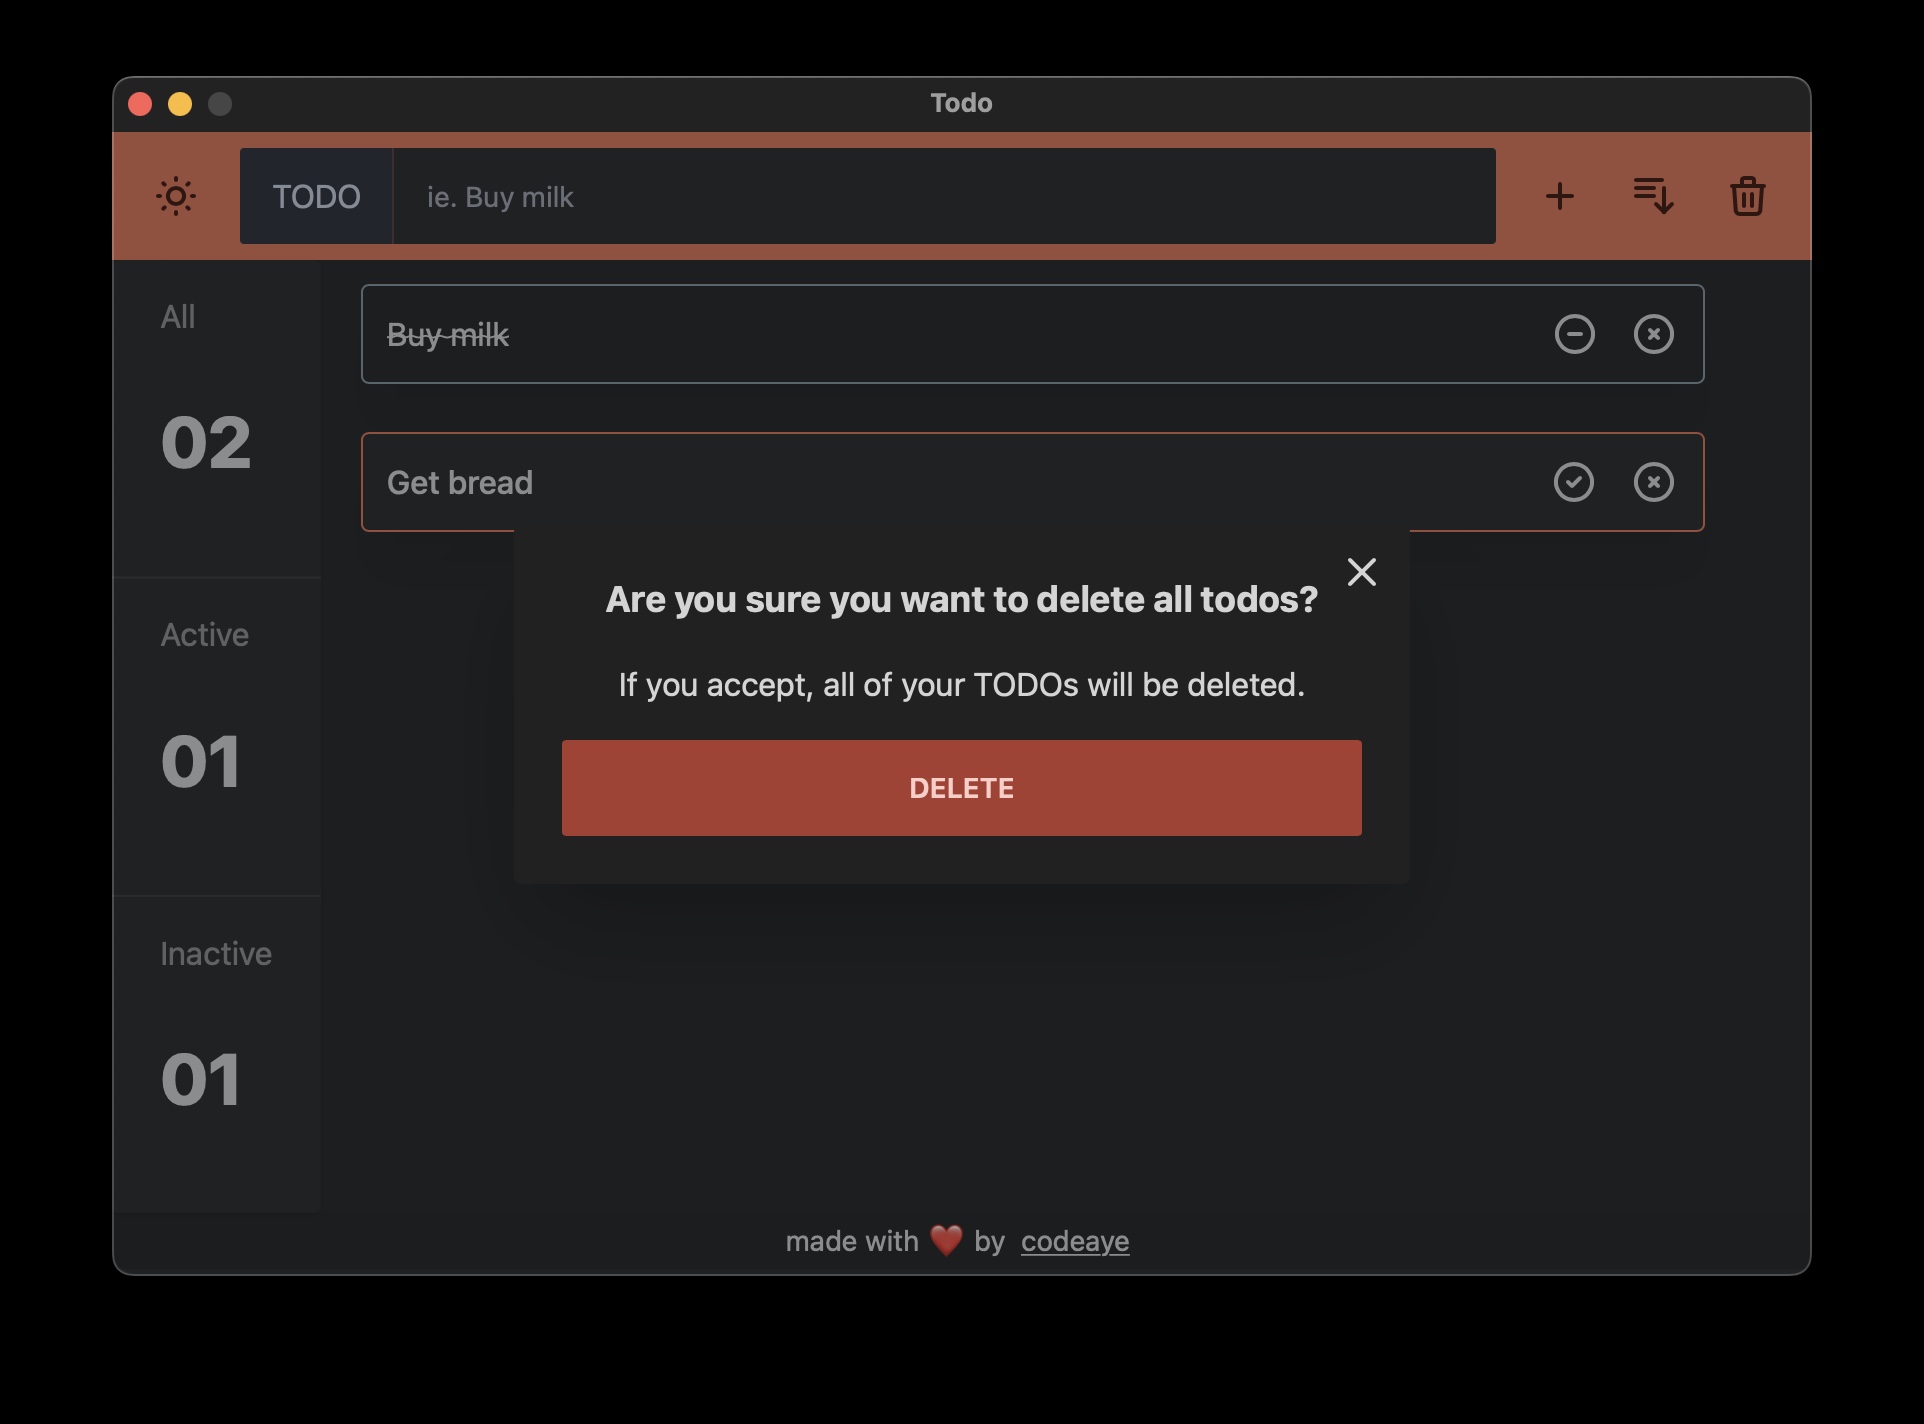 Todo
TODO
ie. Buy milk
All
02
Buy milk
Get bread
Are you sure you want to delete all todos?
If you accept, all of your TODOs will be deleted.
DELETE
Active
01
Inactive
01
made with ❤️ by codeaye